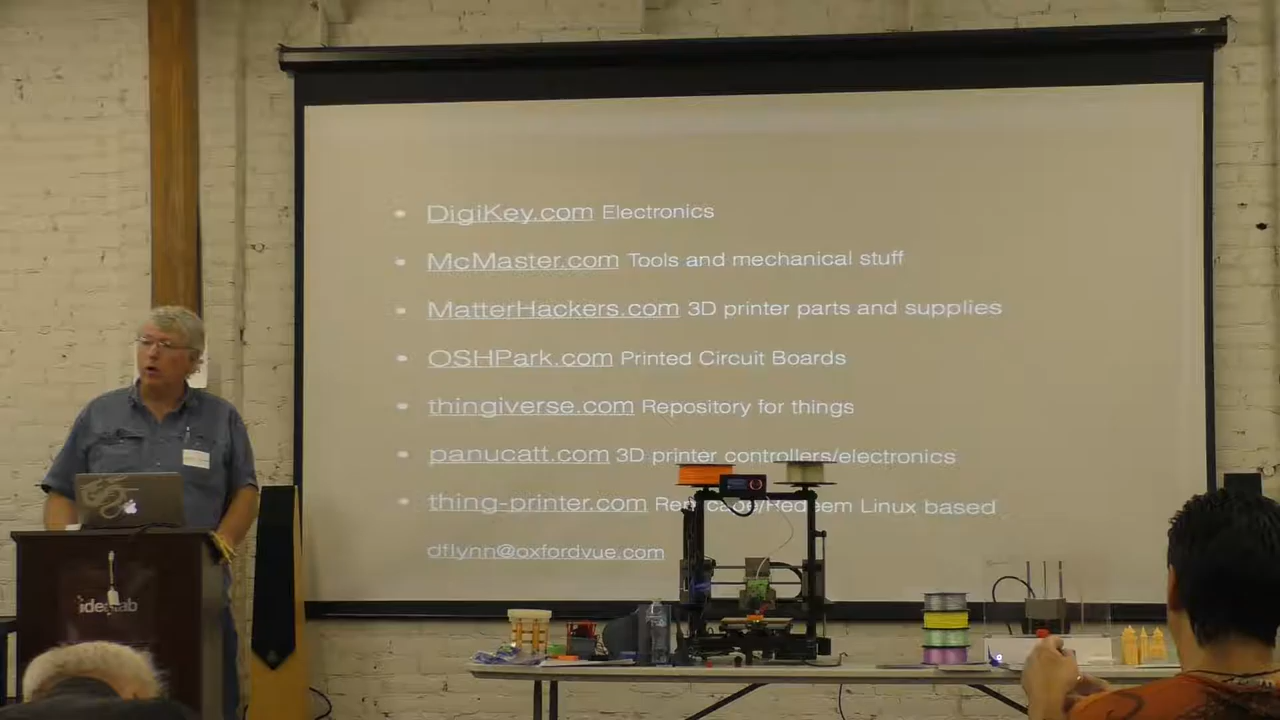 DigiKey.com Electronics
McMaster.com Tools and mechanical stuff
MatterHackers.com 3D printer parts and supplies
OSHPark.com Printed Circuit Boards
thingiverse.com Repository for things
panucatt.com 3D printer controllers/electronics
thing-printer.com Linux based
dflynn@oxfordvue.com